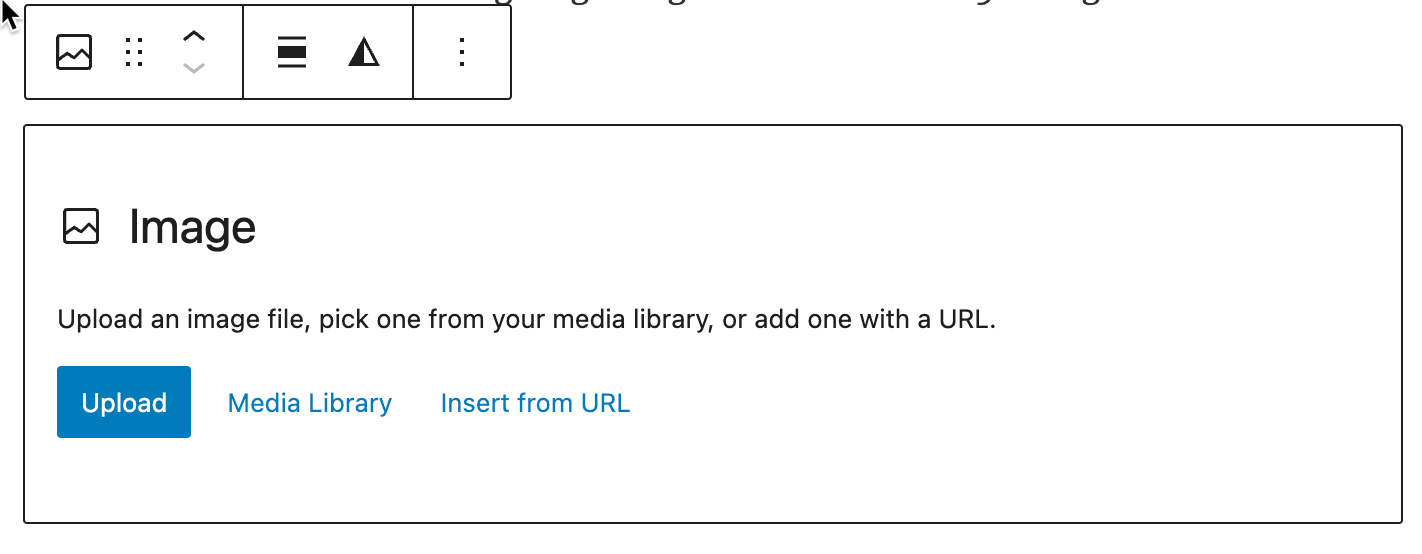 Image
Upload an image file, pick one from your media library, or add one with a URL.
Upload Media Library Insert from URL